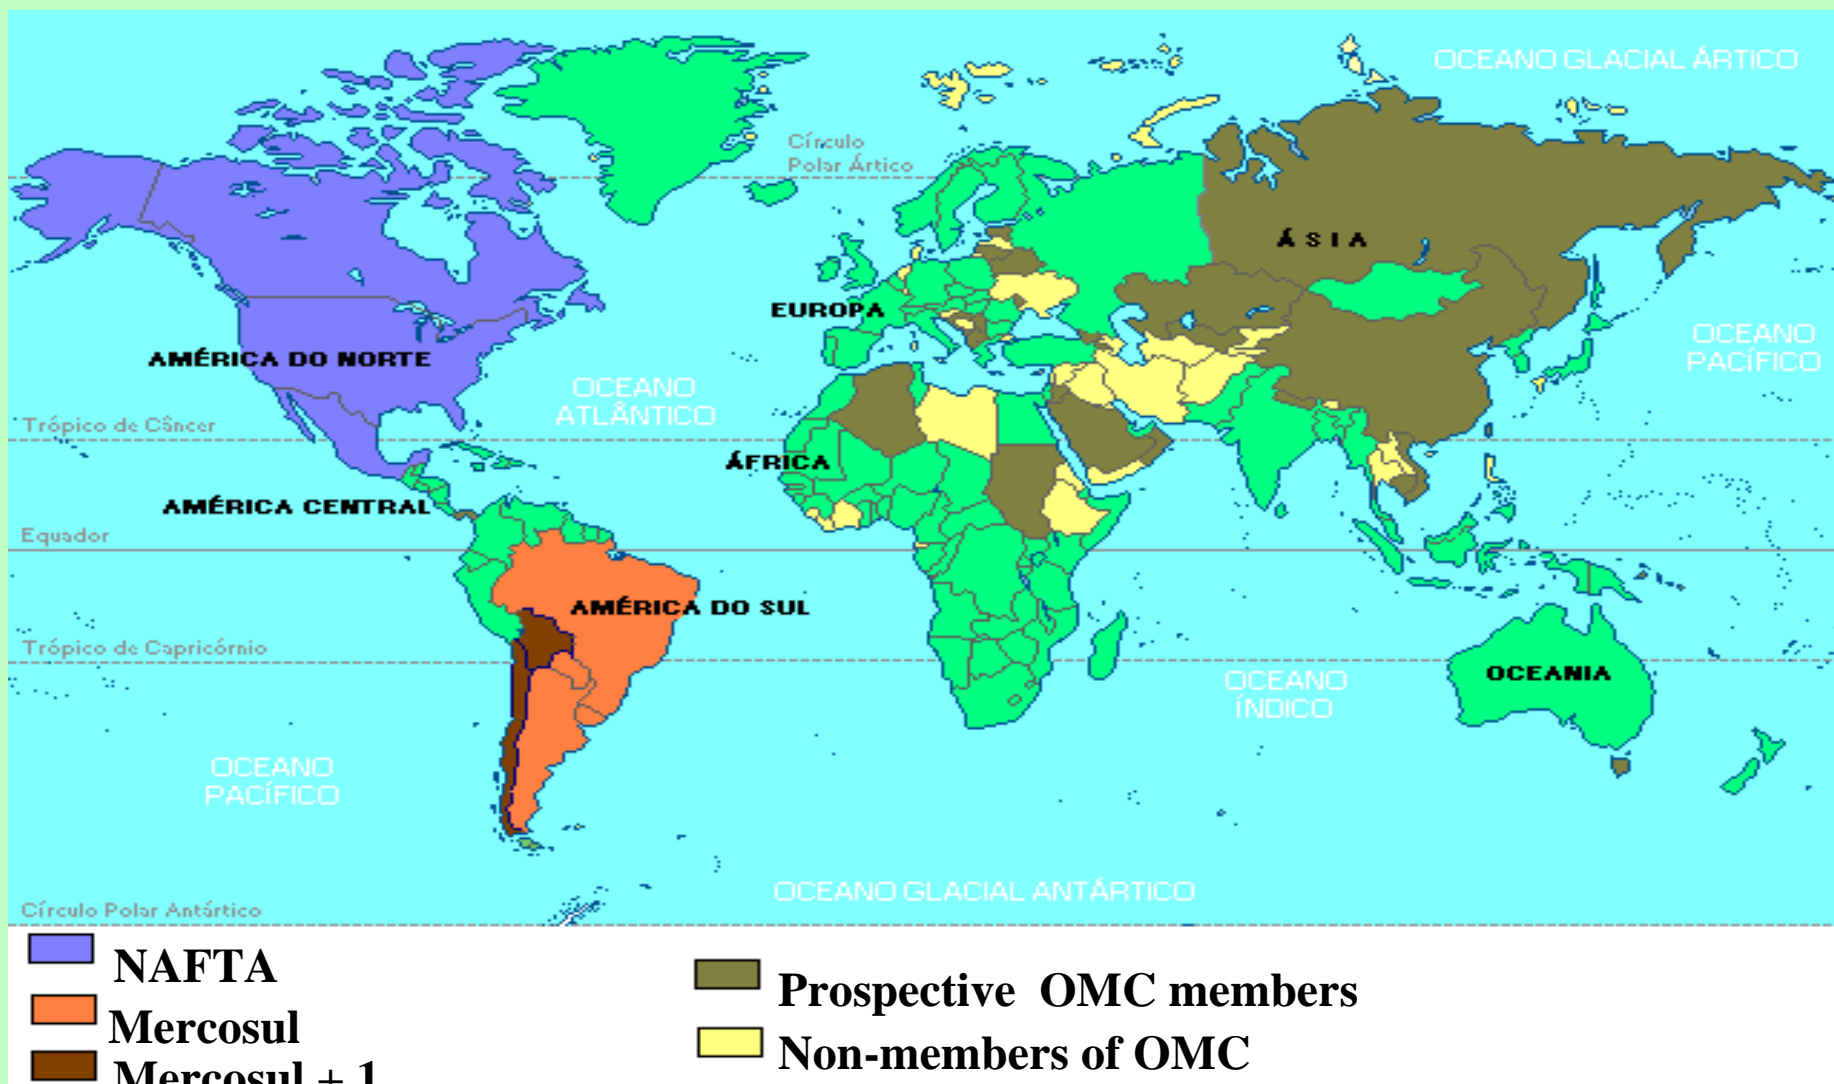 OCEANO GLACIAL ÁRTICO
Círculo
Polar Ártico
ÁSIA
EUROPA
OCEANO
PACÍFICO
AMÉRICA DO NORTE
OCEANO
ATLÂNTICO
Trópico de Câncer
ÁFRICA
AMÉRICA CENTRAL
Equador
AMÉRICA DO SUL
Trópico de Capricórnio
OCEANIA
OCEANO
ÍNDICO
OCEANO
PACÍFICO
OCEANO GLACIAL ANTÁRTICO
Círculo Polar Antártico
NAFTA
Mercosul
Mercosul + 1
Prospective OMC members
Non-members of OMC